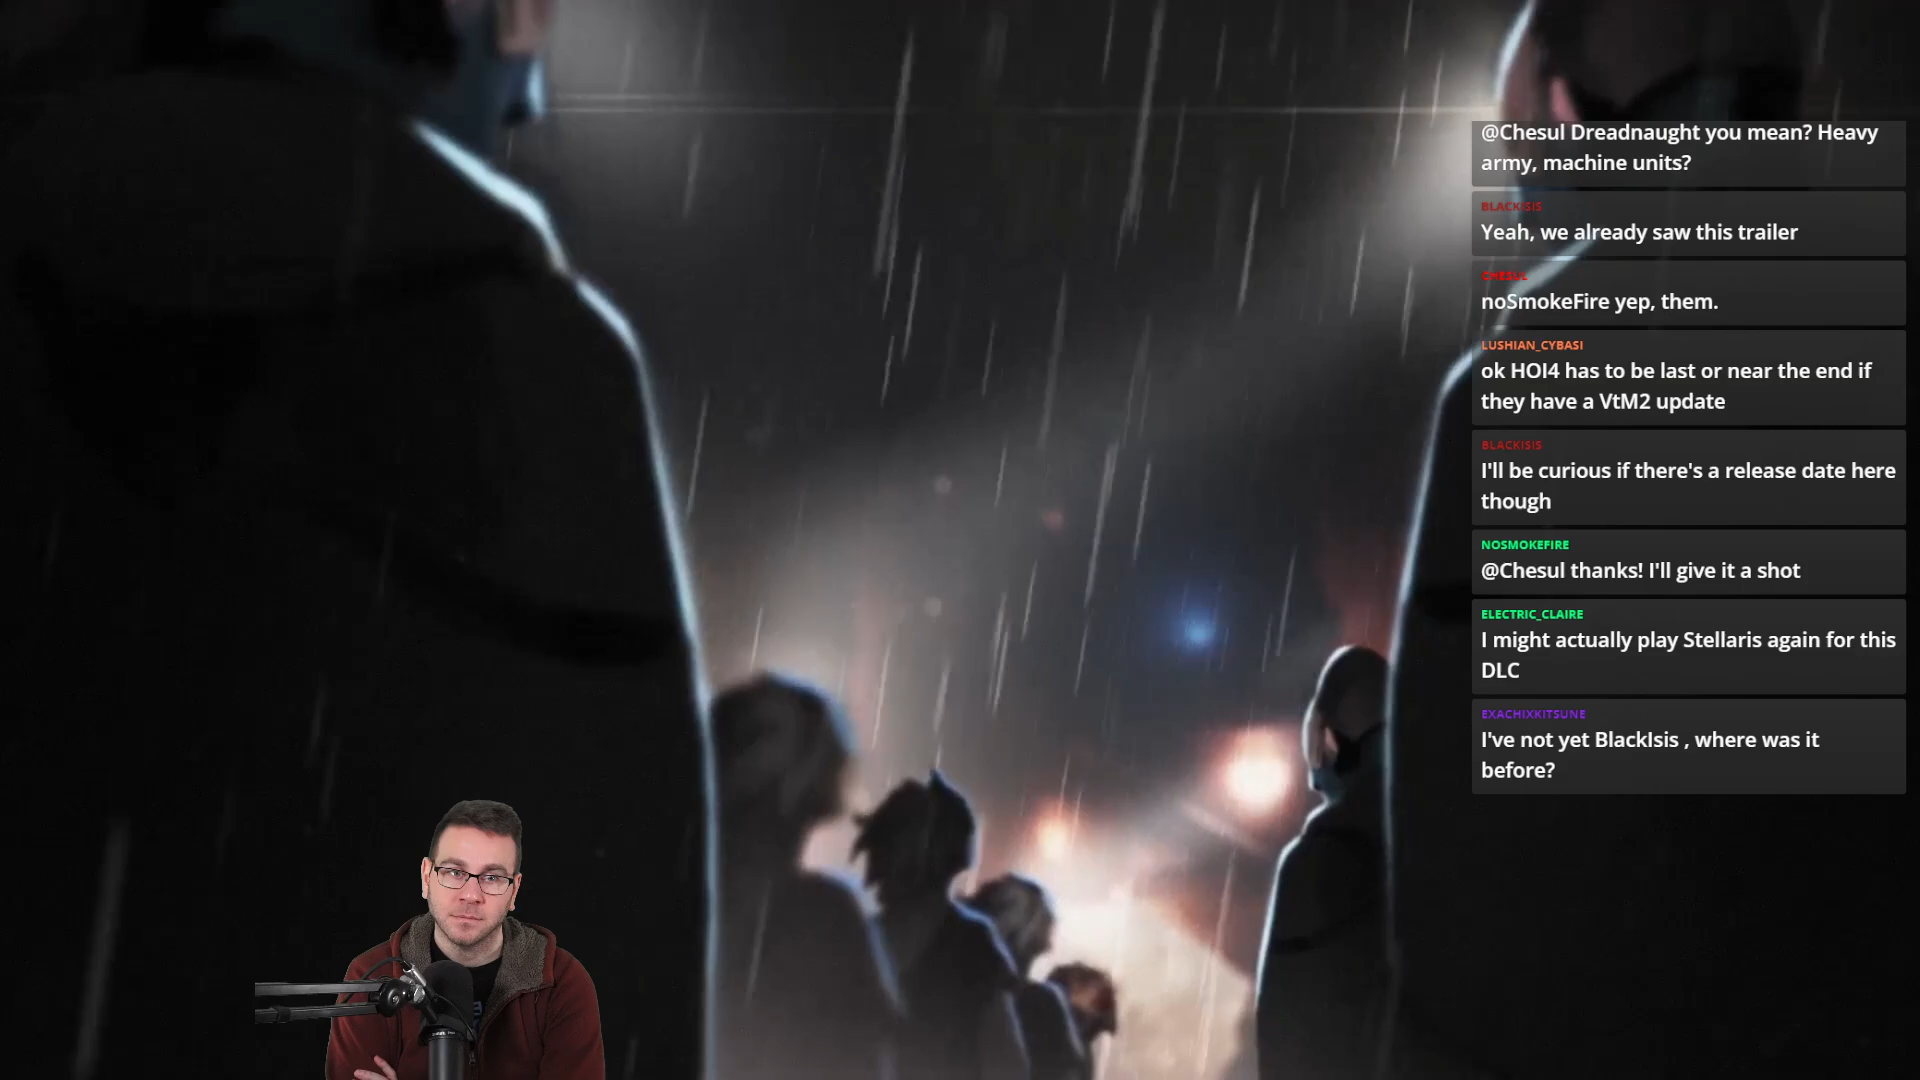 @Chesul Dreadnaught you mean? Heavy
army, machine units?
BLACKISIS
Yeah, we already saw this trailer
CHESUL
noSmokeFire yep, them.
LUSHIAN_CYBASI
ok HOI4 has to be last or near the end if
they have a VtM2 update
BLACKISIS
I'll be curious if there's a release date here
though
NOSMOKEFIRE
@Chesul thanks! I'll give it a shot
ELECTRIC_CLAIRE
I might actually play Stellaris again for this
DLC
EXACHIXKITSUNE
I've not yet BlackIsis , where was it
before?